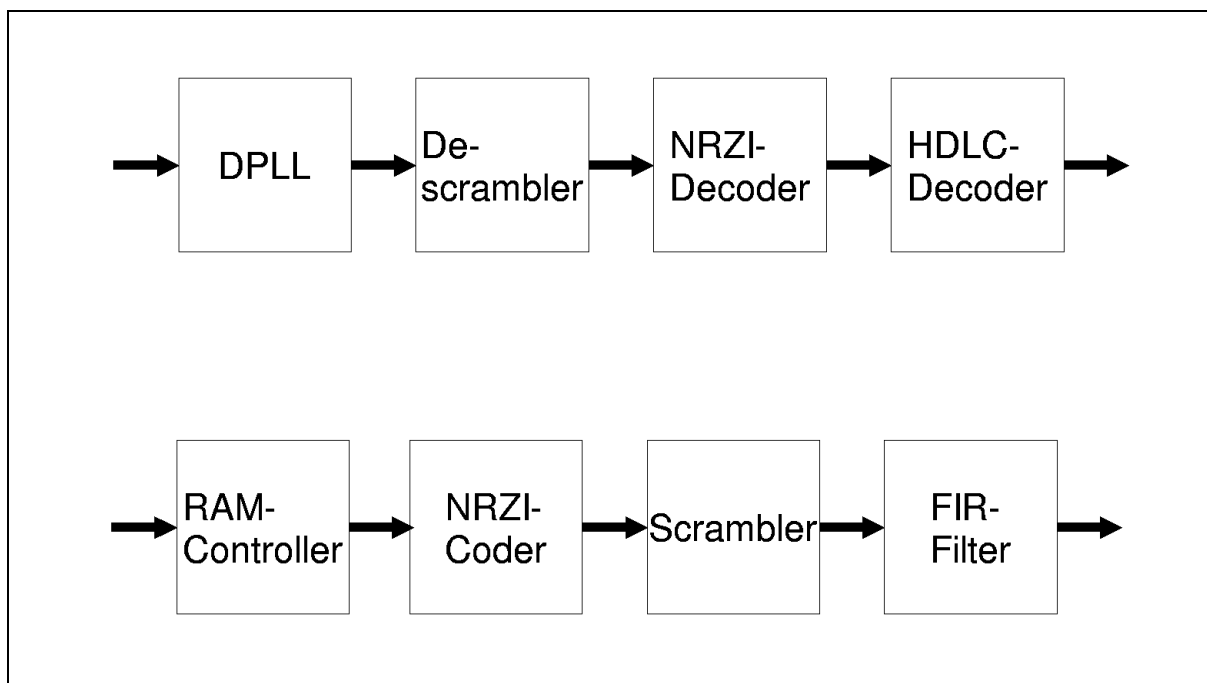 DPLL
De-
scrambler
NRZI-
Decoder
HDLC-
Decoder
RAM-
Controller
NRZI-
Coder
Scrambler
FIR-
Filter